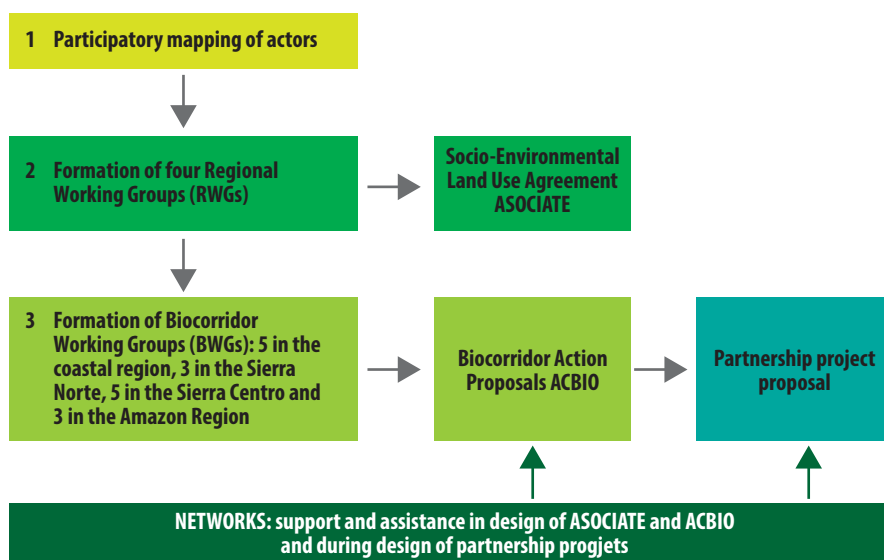 1 Participatory mapping of actors
2 Formation of four Regional
Working Groups (RWGs)
Socio-Environmental
Land Use Agreement
ASOCIATE
3 Formation of Biocorridor
Working Groups (BWGs): 5 in the
coastal region, 3 in the Sierra
Norte, 5 in the Sierra Centro and
3 in the Amazon Region
Biocorridor Action
Proposals ACBIO
Partnership project
proposal
NETWORKS: support and assistance in design of ASOCIATE and ACBIO
and during design of partnership progjets